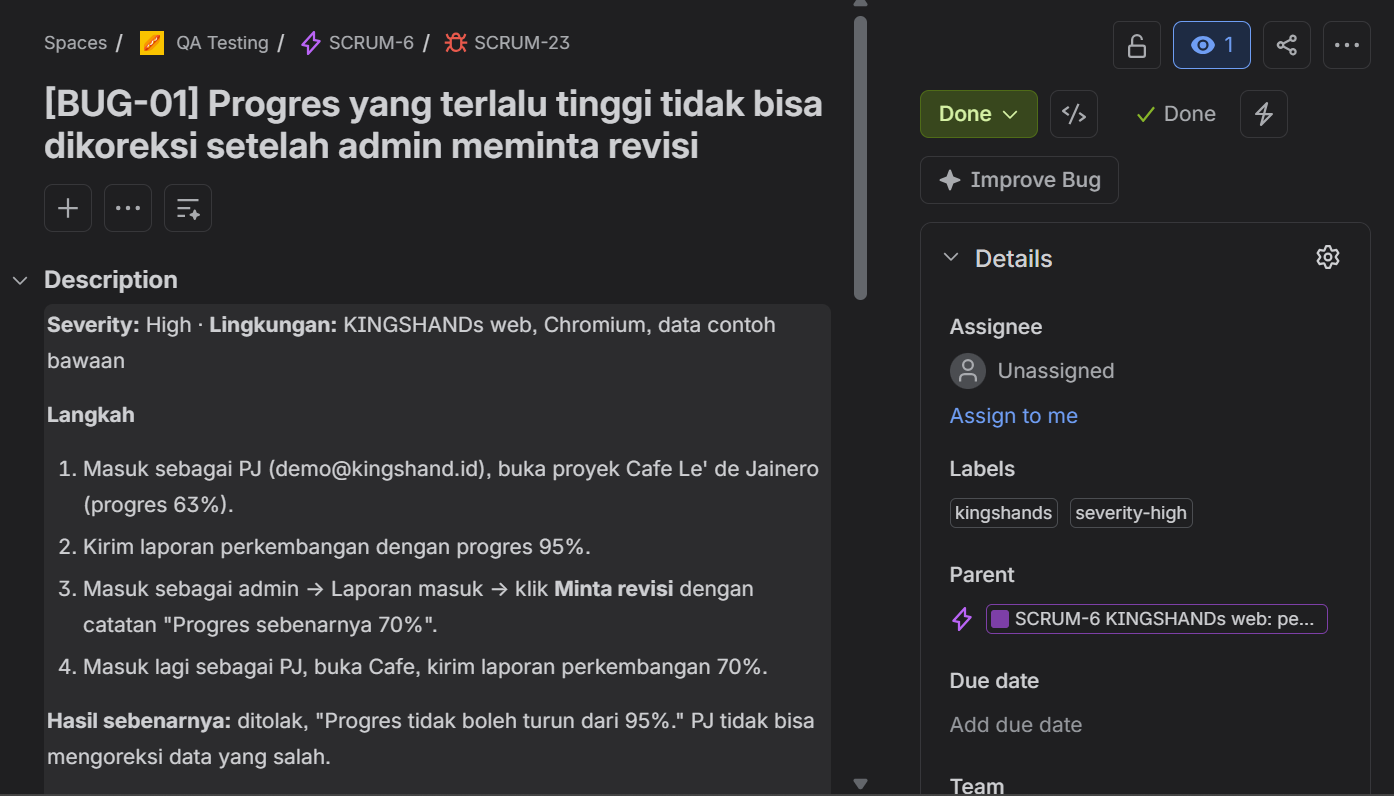 Spaces / QA Testing / SCRUM-6 / SCRUM-23
[BUG-01] Progres yang terlalu tinggi tidak bisa
dikoreksi setelah admin meminta revisi
Description
Severity: High · Lingkungan: KINGSHANDs web, Chromium, data contoh
bawaan
Langkah
1. Masuk sebagai PJ (demo@kingshand.id), buka proyek Cafe Le' de Jainero
(progres 63%).
2. Kirim laporan perkembangan dengan progres 95%.
3. Masuk sebagai admin → Laporan masuk → klik Minta revisi dengan
catatan "Progres sebenarnya 70%".
4. Masuk lagi sebagai PJ, buka Cafe, kirim laporan perkembangan 70%.
Hasil sebenarnya: ditolak, "Progres tidak boleh turun dari 95%." PJ tidak bisa
mengoreksi data yang salah.
1
Done
Done
Improve Bug
Details
Assignee
Unassigned
Assign to me
Labels
kingshands severity-high
Parent
SCRUM-6 KINGSHANDs web: pe...
Due date
Add due date
Team